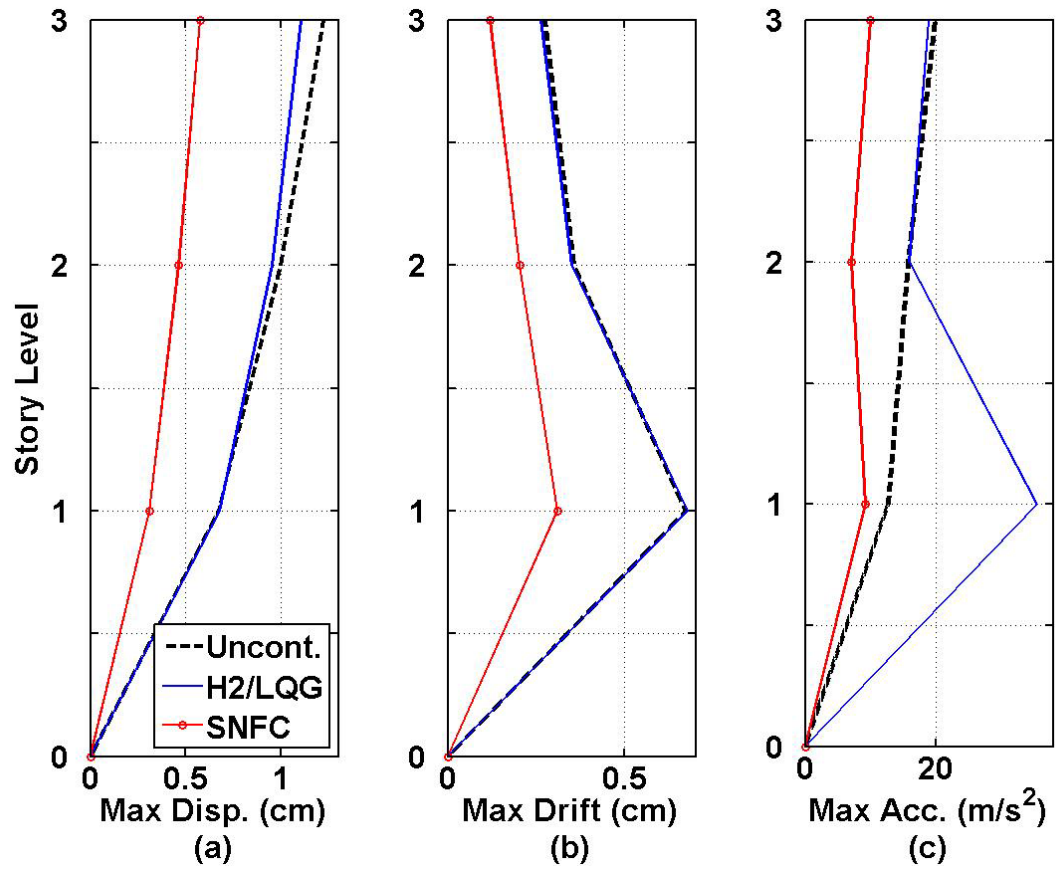 Story Level
3
2
1
0
Uncont.
H2/LQG
SNFC
0 0.5 1
Max Disp. (cm)
(a)
3
2
1
0
0 0.5
Max Drift (cm)
(b)
3
2
1
0
0 20
Max Acc. (m/s²)
(c)